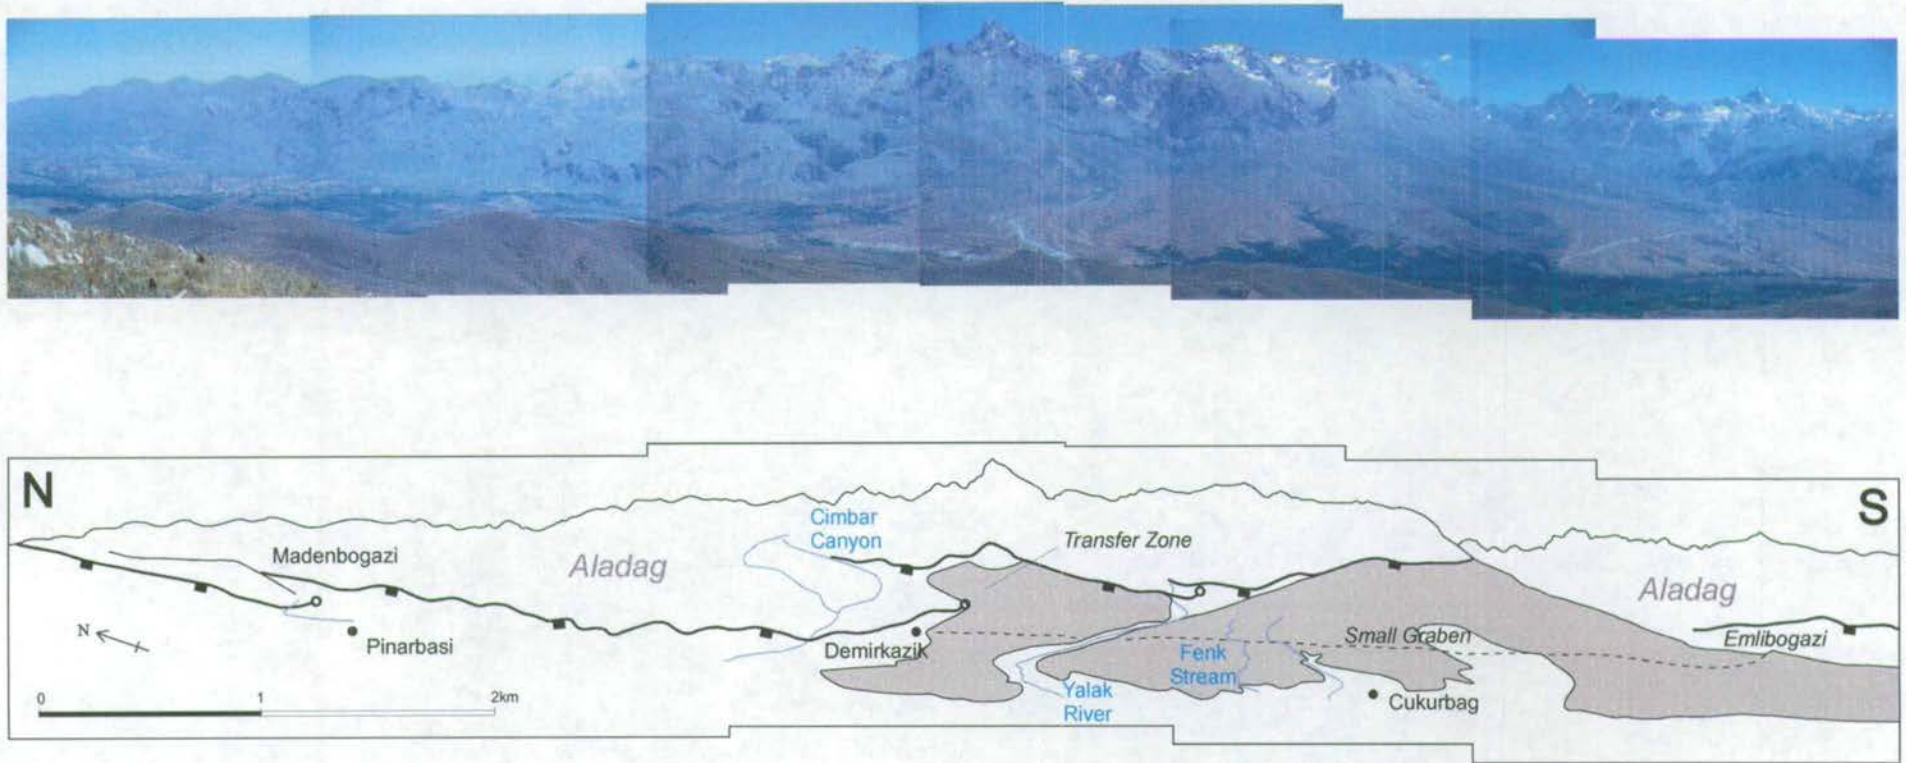 N
S
Cimbar
Canyon
Transfer Zone
Madenbogazi
Aladag
Aladag
N
Pinarbasi
Demirkazik
Small Graben
Emlibogazi
Fenk
Stream
Yalak
River
Cukurbag
0 1 2km